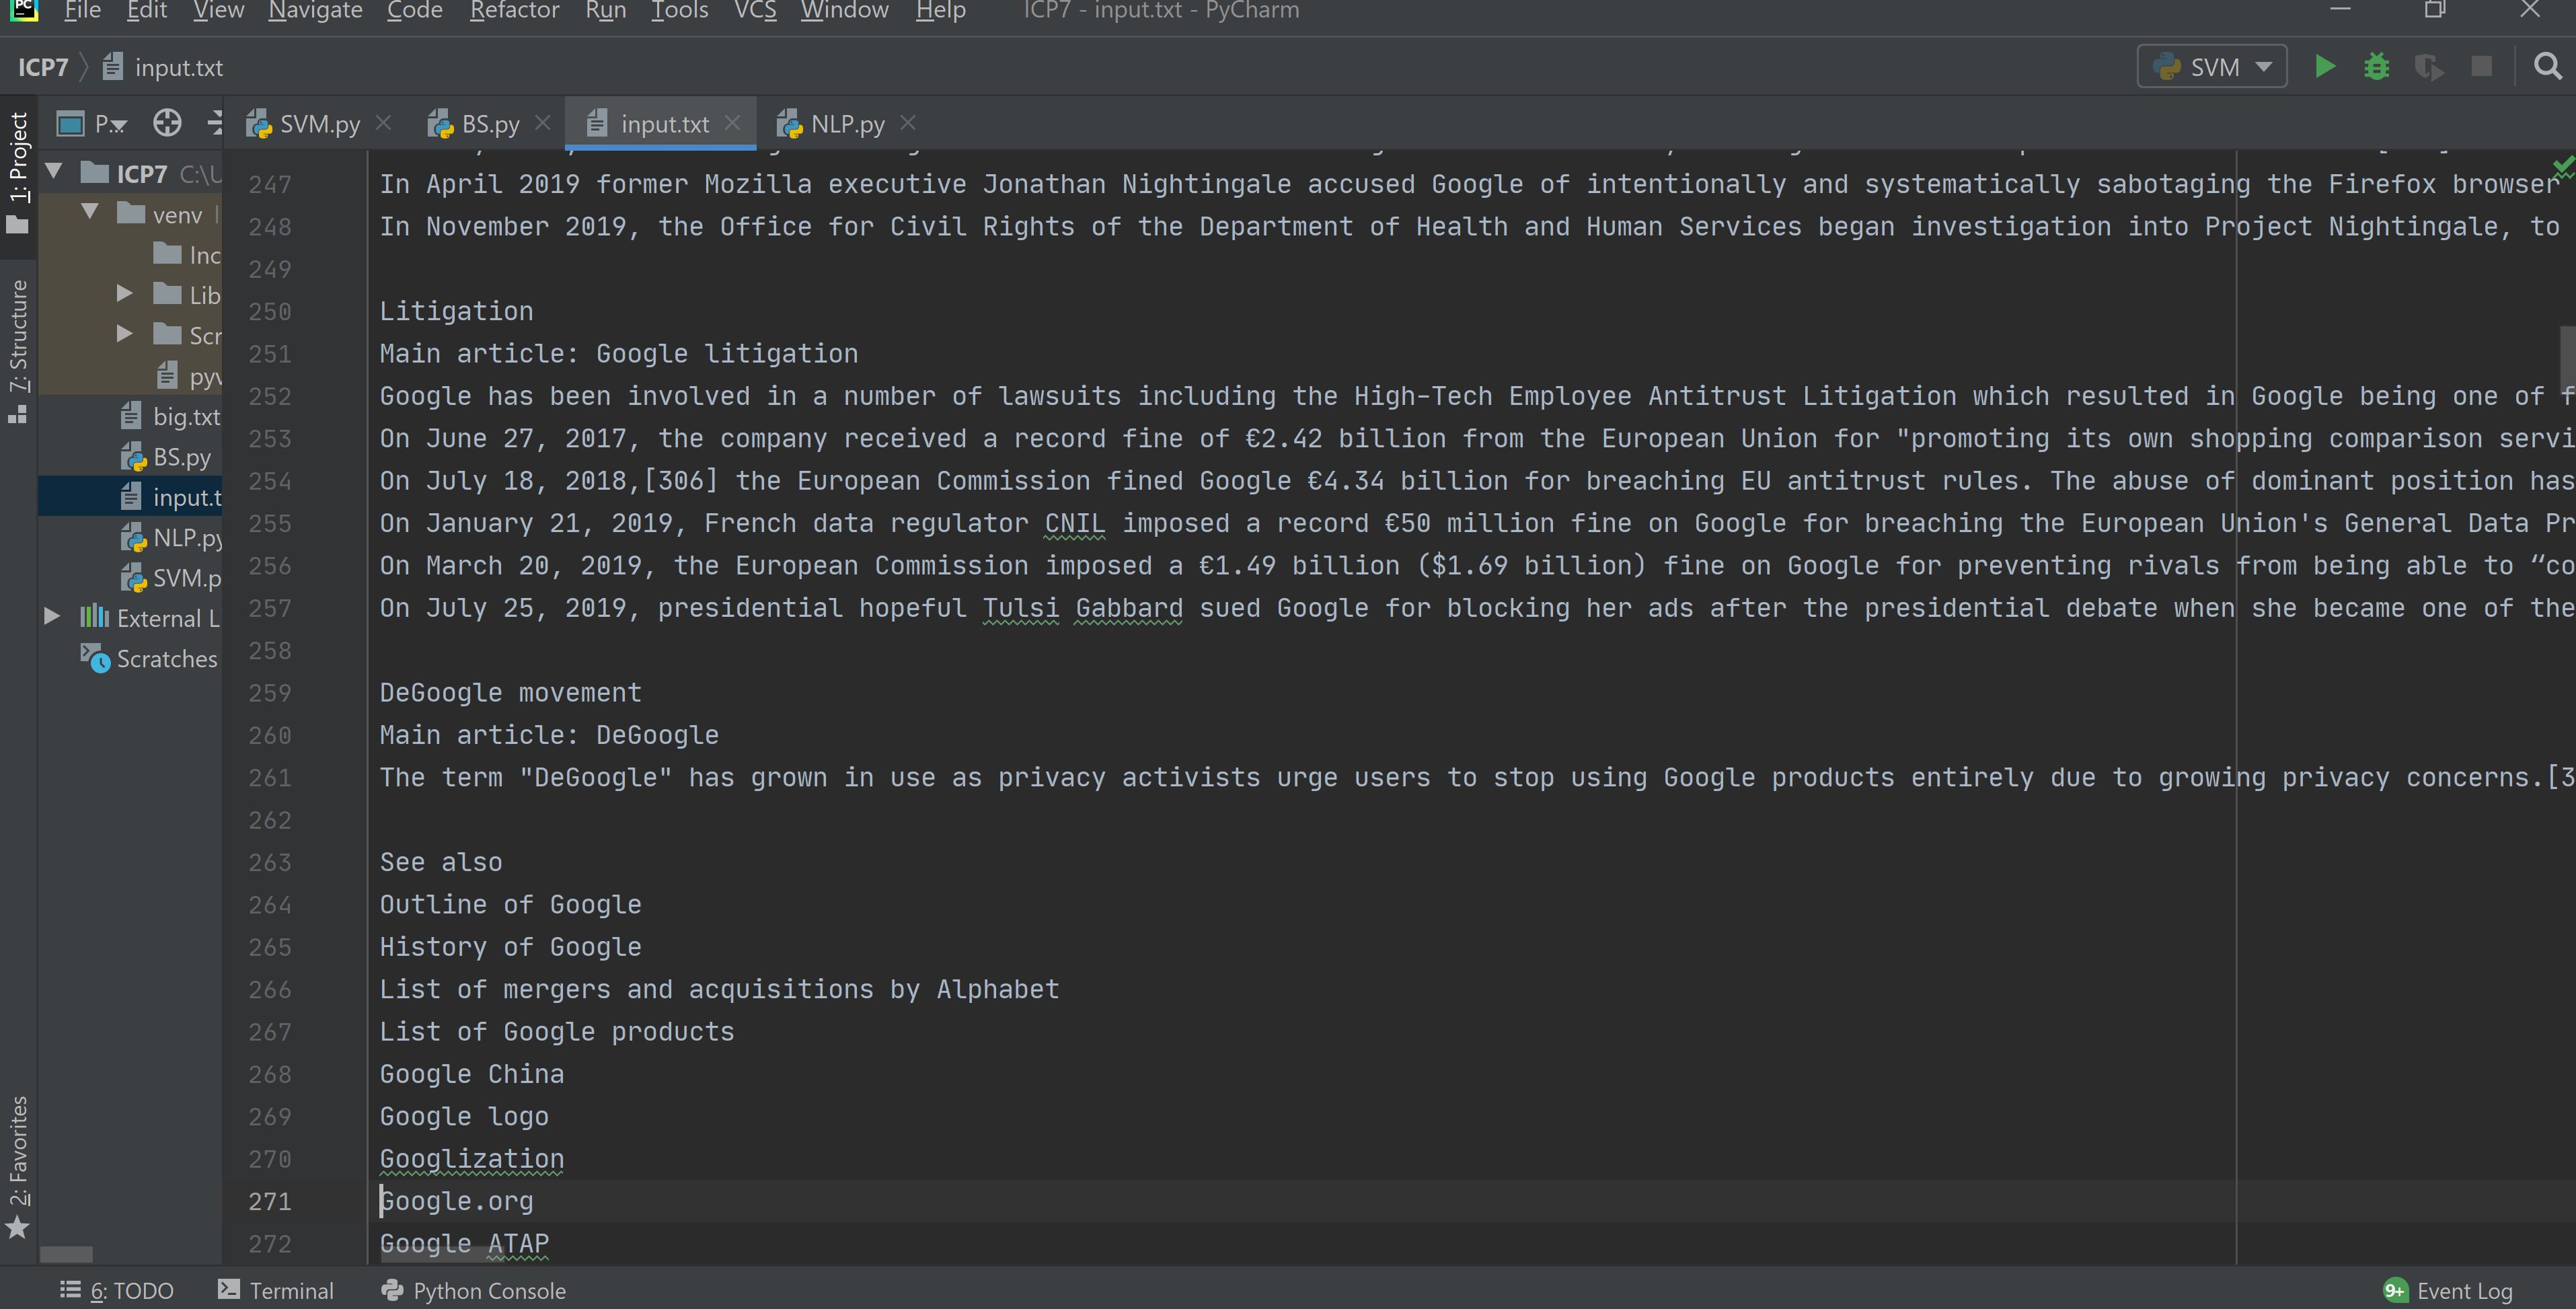 File Edit View Navigate Code Refactor Run Tools VCS Window Help ICP7 - input.txt - PyCharm
ICP7 input.txt SVM
1: Project
P...
SVM.py BS.py input.txt NLP.py
ICP7 C:\U
venv
Inc
Lib
Scr
pyv
big.txt
BS.py
input.t
NLP.py
SVM.p
External L
Scratches
7: Structure
2: Favorites
247 In April 2019 former Mozilla executive Jonathan Nightingale accused Google of intentionally and systematically sabotaging the Firefox browser
248 In November 2019, the Office for Civil Rights of the Department of Health and Human Services began investigation into Project Nightingale, to
249
250 Litigation
251 Main article: Google litigation
252 Google has been involved in a number of lawsuits including the High-Tech Employee Antitrust Litigation which resulted in Google being one of f
253 On June 27, 2017, the company received a record fine of €2.42 billion from the European Union for "promoting its own shopping comparison servi
254 On July 18, 2018,[306] the European Commission fined Google €4.34 billion for breaching EU antitrust rules. The abuse of dominant position has
255 On January 21, 2019, French data regulator CNIL imposed a record €50 million fine on Google for breaching the European Union's General Data Pr
256 On March 20, 2019, the European Commission imposed a €1.49 billion ($1.69 billion) fine on Google for preventing rivals from being able to “co
257 On July 25, 2019, presidential hopeful Tulsi Gabbard sued Google for blocking her ads after the presidential debate when she became one of the
258
259 DeGoogle movement
260 Main article: DeGoogle
261 The term "DeGoogle" has grown in use as privacy activists urge users to stop using Google products entirely due to growing privacy concerns.[3
262
263 See also
264 Outline of Google
265 History of Google
266 List of mergers and acquisitions by Alphabet
267 List of Google products
268 Google China
269 Google logo
270 Googlization
271 Google.org
272 Google ATAP
6: TODO Terminal Python Console 9+ Event Log